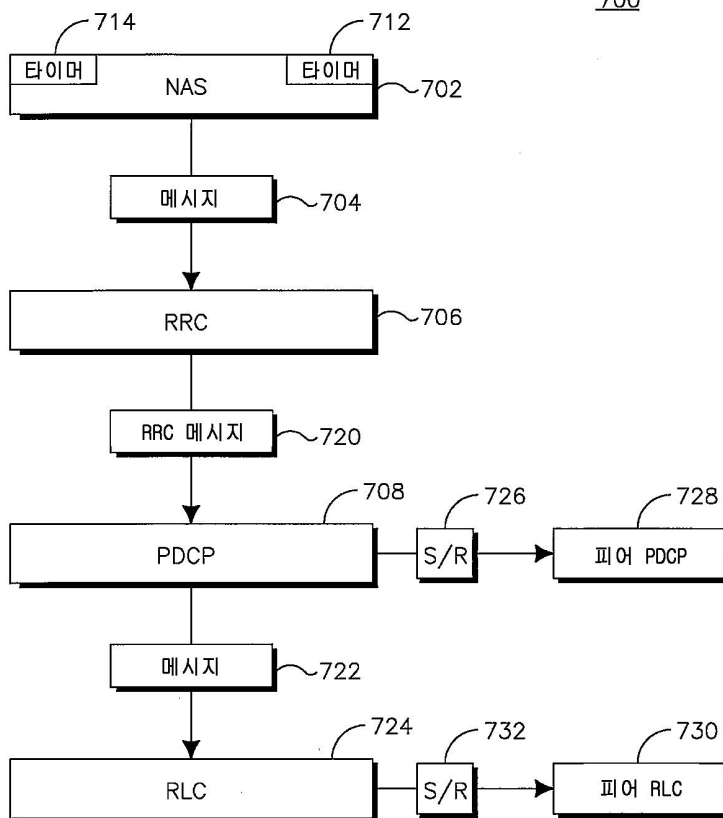 700
714
712
타이머
타이머
NAS
702
메시지
704
RRC
706
RRC 메시지
720
708
726
728
PDCP
S/R
피어 PDCP
메시지
722
724
732
730
RLC
S/R
피어 RLC